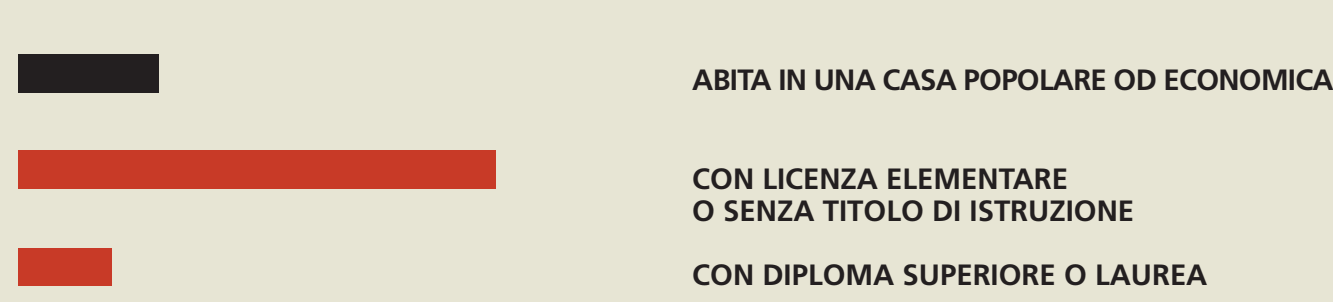 ABITA IN UNA CASA POPOLARE OD ECONOMICA
CON LICENZA ELEMENTARE
O SENZA TITOLO DI ISTRUZIONE
CON DIPLOMA SUPERIORE O LAUREA